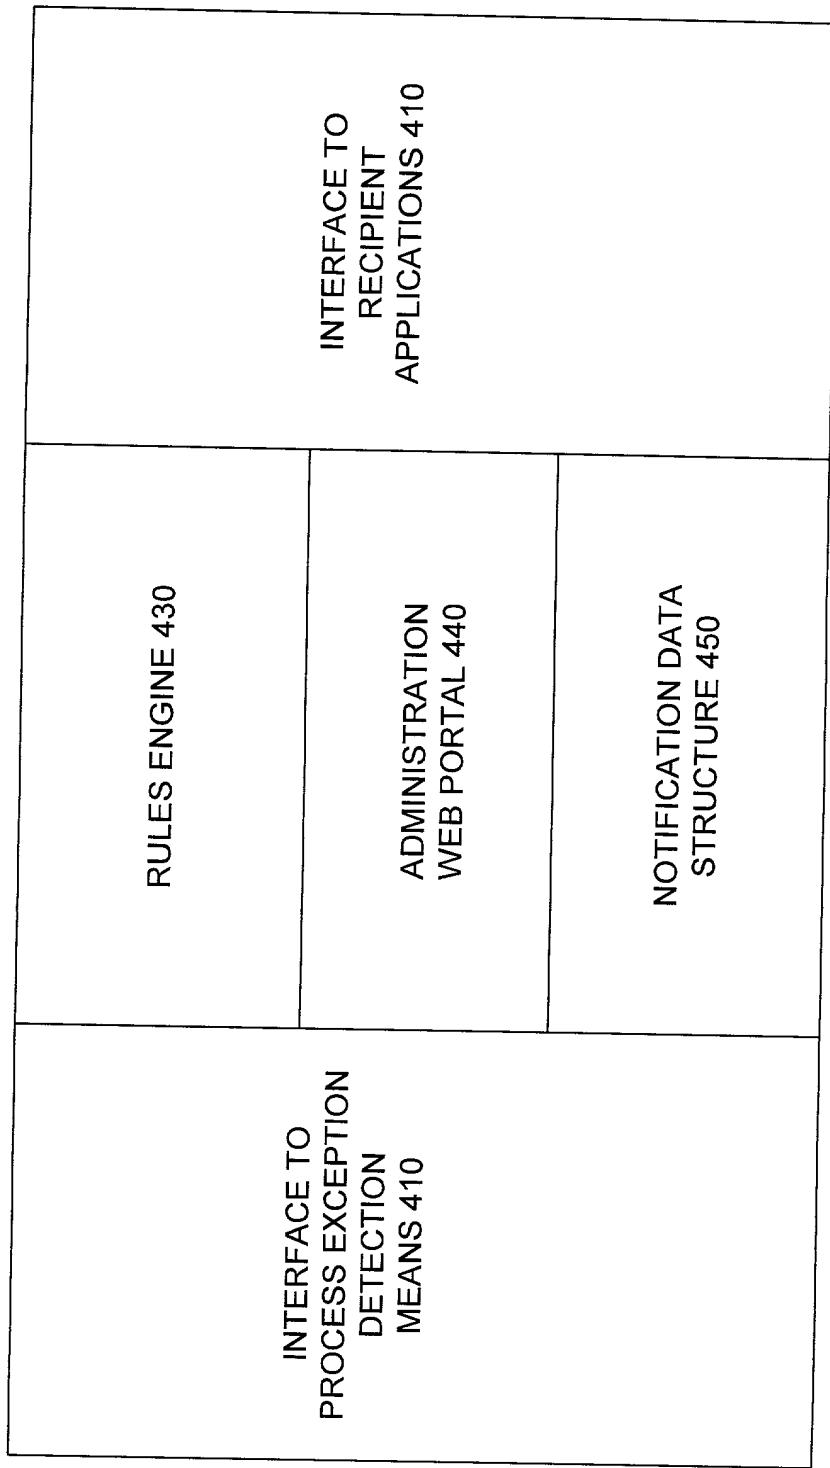 INTERFACE TO
PROCESS EXCEPTION
DETECTION
MEANS 410
RULES ENGINE 430
ADMINISTRATION
WEB PORTAL 440
NOTIFICATION DATA
STRUCTURE 450
INTERFACE TO
RECIPIENT
APPLICATIONS 410